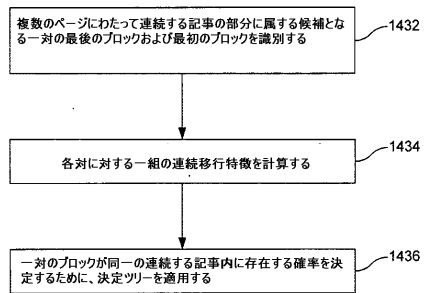 複数のページにわたって連続する記事の部分に属する候補とな
る一対の最後のブロックおよび最初のブロックを識別する
1432
各対に対する一組の連続移行特徴を計算する
1434
一対のブロックが同一の連続する記事内に存在する確率を決
定するために、決定ツリーを適用する
1436